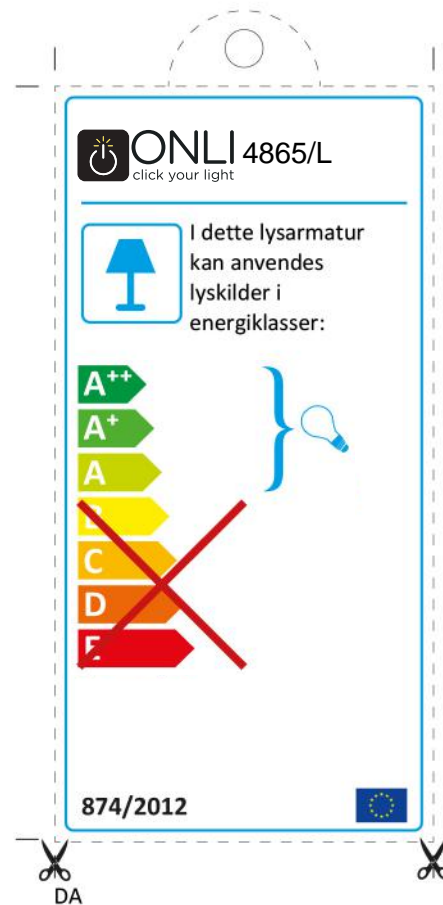 ONLI 4865/L
click your light
I dette lysarmatur
kan anvendes
lyskilder i
energiklasser:
A++
A+
A
B
C
D
E
874/2012
DA